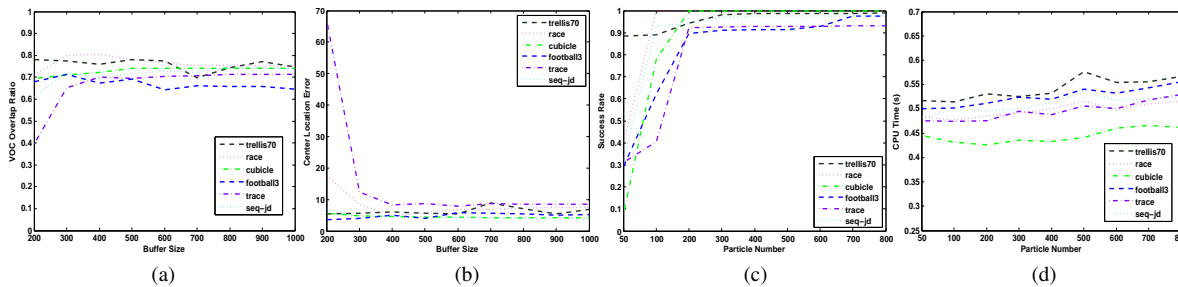 1
0.9
0.8
0.7
0.6
0.5
0.4
0.3
0.2
0.1
0
VOC Overlap Ratio
trellis70
race
cubicle
football3
trace
seq-jd
200 300 400 500 600 700 800 900 1000
Buffer Size
(a)
70
60
50
40
30
20
10
0
Center Location Error
trellis70
race
cubicle
football3
trace
seq-jd
200 300 400 500 600 700 800 900 1000
Buffer Size
(b)
1
0.9
0.8
0.7
0.6
0.5
0.4
0.3
0.2
0.1
0
Success Rate
trellis70
race
cubicle
football3
trace
seq-jd
50 100 200 300 400 500 600 700 800
Particle Number
(c)
0.7
0.65
0.6
0.55
0.5
0.45
0.4
0.35
0.3
0.25
CPU Time (s)
trellis70
race
cubicle
football3
trace
seq-jd
50 100 200 300 400 500 600 700
Particle Number
(d)